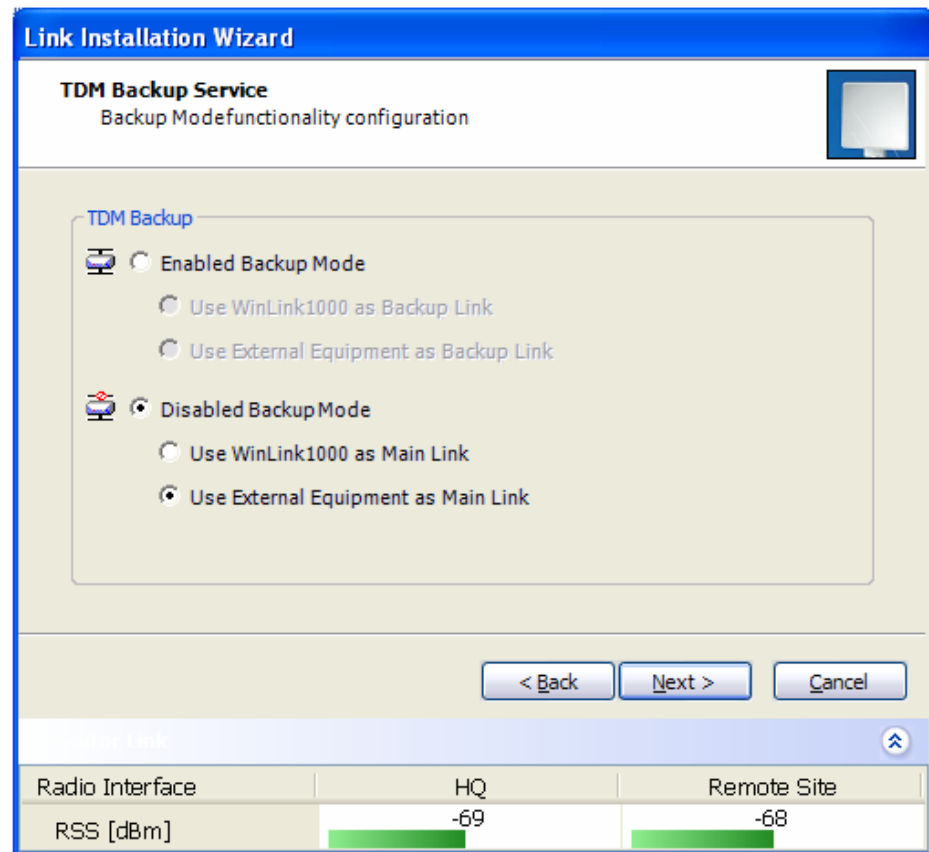 Link Installation Wizard
TDM Backup Service
Backup Modefunctionality configuration
TDM Backup
Enabled Backup Mode
Use WinLink1000 as Backup Link
Use External Equipment as Backup Link
Disabled Backup Mode
Use WinLink1000 as Main Link
Use External Equipment as Main Link
< Back
Next >
Cancel
Link
Radio Interface HQ Remote Site
RSS [dBm] -69 -68